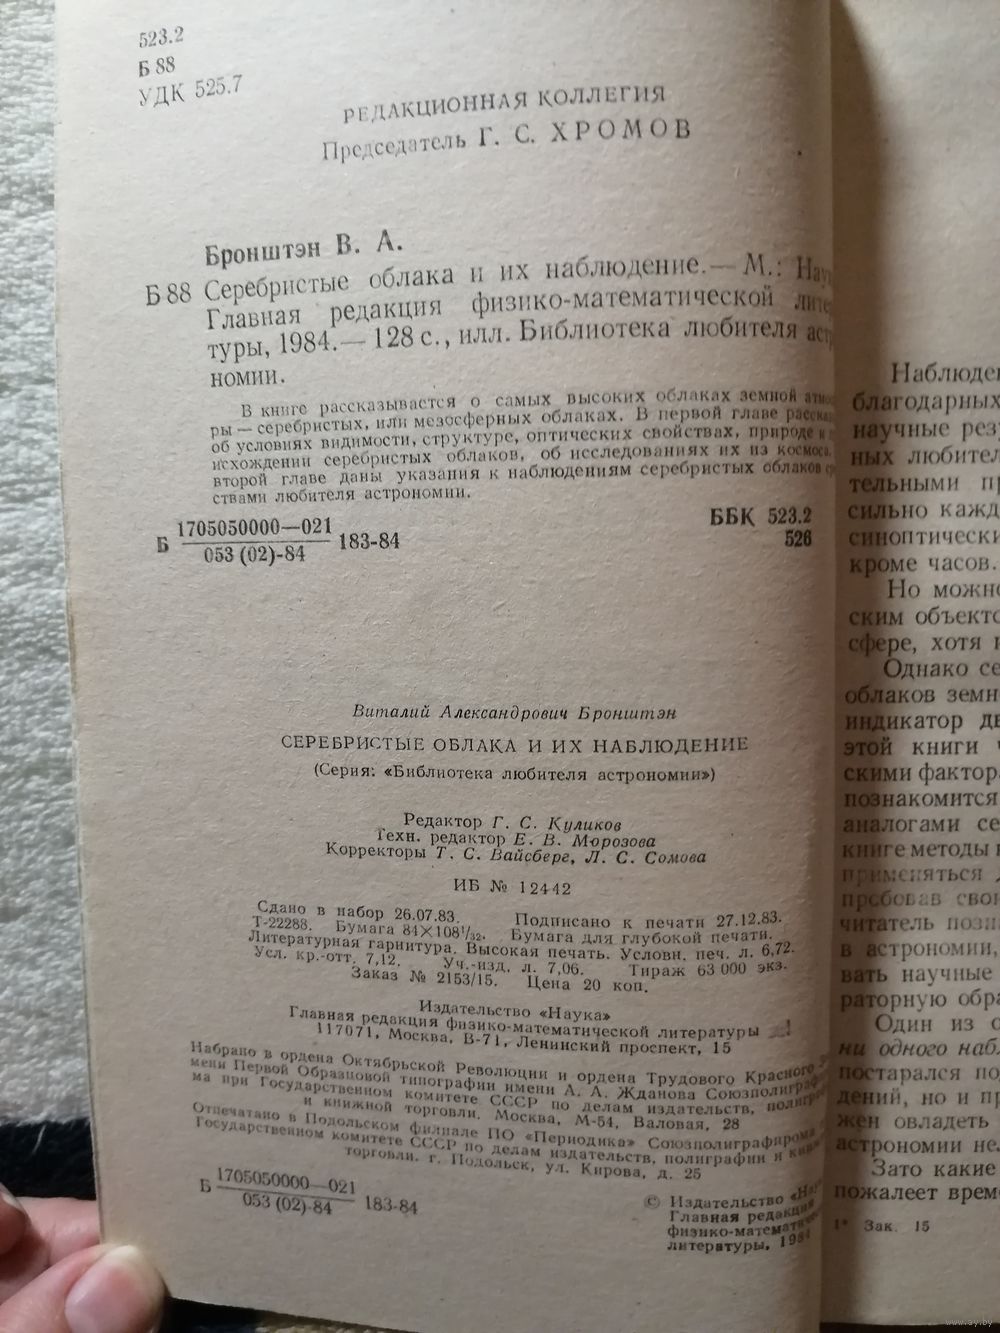 523.2
Б 88
УДК 525.7
РЕДАКЦИОННАЯ КОЛЛЕГИЯ
Председатель Г. С. ХРОМОВ
Бронштэн В. А.
Б 88 Серебристые облака и их наблюдение.— М.: Нау
Главная редакция физико-математической лите
туры, 1984.— 128 с., илл. Библиотека любителя аст
номии.
В книге рассказывается о самых высоких облаках земной атмо
ры — серебристых, или мезосферных облаках. В первой главе расска
об условиях видимости, структуре, оптических свойствах, природе и
исхождении серебристых облаков, об исследованиях их из космоса.
второй главе даны указания к наблюдениям серебристых облаков
ствами любителя астрономии.
Б 1705050000—021
053 (02)-84 183-84
ББК 523.2
526
Виталий Александрович Бронштэн
СЕРЕБРИСТЫЕ ОБЛАКА И ИХ НАБЛЮДЕНИЕ
(Серия: «Библиотека любителя астрономии»)
Редактор Г. С. Куликов
Техн. редактор Е. В. Морозова
Корректоры Т. С. Вайсберг, Л. С. Сомова
ИБ № 12442
Сдано в набор 26.07.83. Подписано к печати 27.12.83.
Т-22288. Бумага 84×108¹/₃₂. Бумага для глубокой печати.
Литературная гарнитура. Высокая печать. Условн. печ. л. 6,72.
Усл. кр.-отт. 7,12. Уч.-изд. л. 7,06. Тираж 63 000 экз.
Заказ № 2153/15. Цена 20 коп.
Издательство «Наука»
Главная редакция физико-математической литературы
117071, Москва, В-71, Ленинский проспект, 15
Набрано в ордена Октябрьской Революции и ордена Трудового Красного
мени Первой Образцовой типографии имени А. А. Жданова Союзполиграф
ма при Государственном комитете СССР по делам издательств, полигра
и книжной торговли. Москва, М-54, Валовая, 28
Отпечатано в Подольском филиале ПО «Периодика» Союзполиграфпрома
Государственном комитете СССР по делам издательств, полиграфии и книж
торговли. г. Подольск, ул. Кирова, д. 25
Б 1705050000—021
053 (02)-84 183-84
© Издательство «Нау
Главная редакци
физико-математи
литературы, 198
Наблюден
благодарных
научные рез
ных любител
тельными п
сильно кажд
синоптически
кроме часов.
Но можно
ским объекто
сфере, хотя и
Однако се
облаков земн
индикатор д
этой книги ч
скими фактор
познакомится
аналогами се
книге методы
применяться д
пробовав свои
читатель позн
в астрономии,
вать научные
раторную обра
Один из о
ни одного набл
постарался по
дений, но и пр
жен овладеть
астрономии не
Зато какие
пожалеет врем
1* Зак. 15
www.ay.by